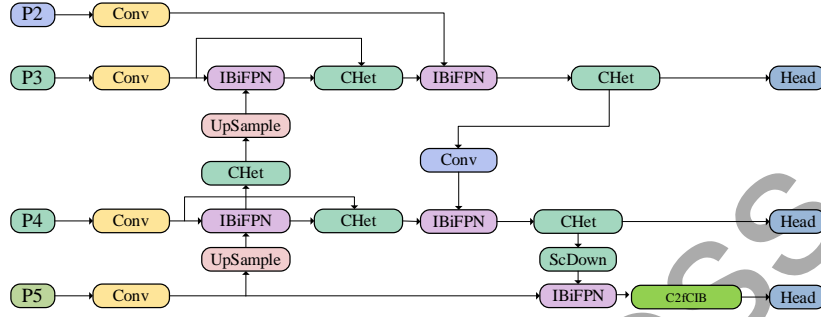 P2 Conv
P3 Conv IBiFPN CHet IBiFPN CHet Head
UpSample
Conv
CHet
P4 Conv IBiFPN CHet IBiFPN CHet Head
UpSample ScDown
P5 Conv IBiFPN C2fCIB Head